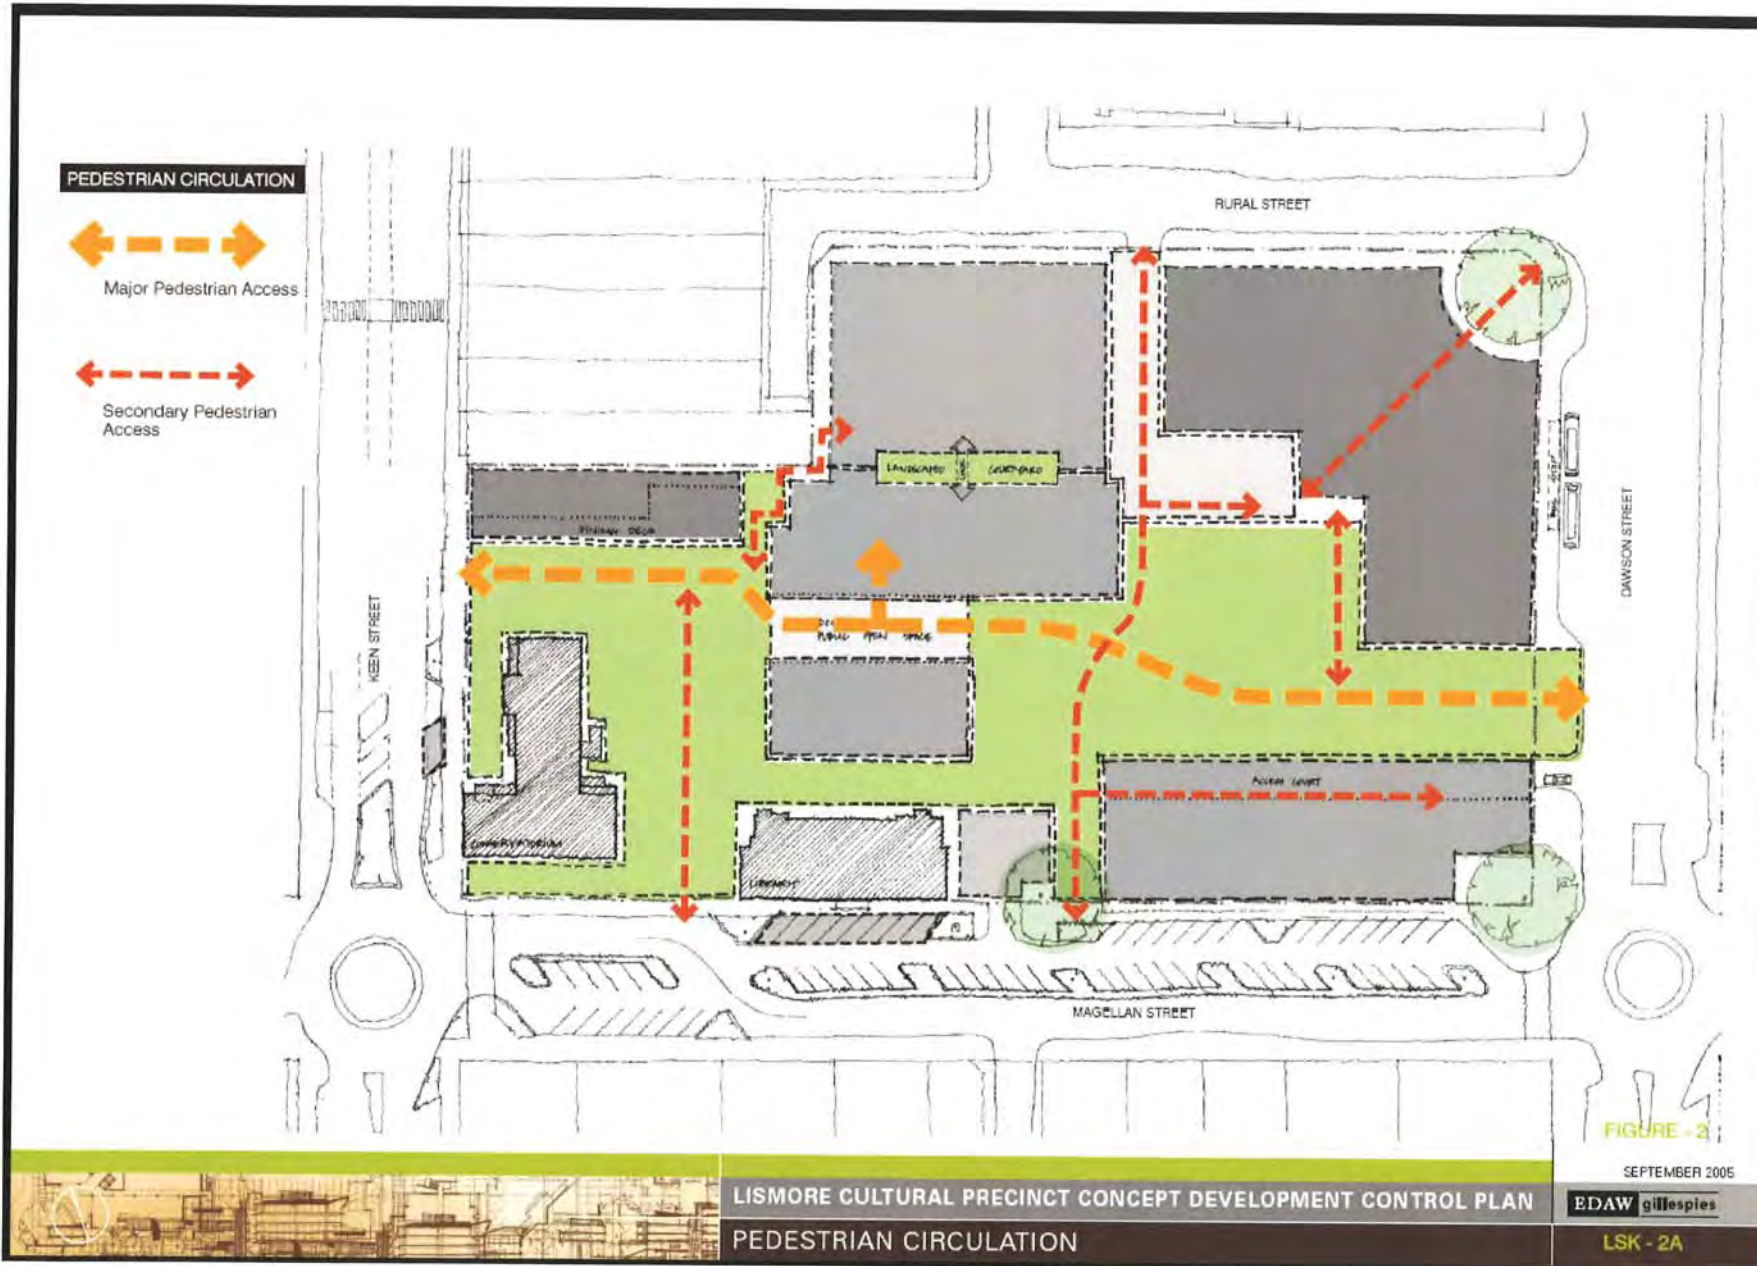 PEDESTRIAN CIRCULATION
Major Pedestrian Access
Secondary Pedestrian
Access
RURAL STREET
KEEN STREET
DAWSON STREET
LANDSCAPED COURTYARD
PUBLIC OPEN SPACE
ACCESS COURT
CONSERVATORIUM
LIBRARY
MAGELLAN STREET
FIGURE - 2
SEPTEMBER 2005
LISMORE CULTURAL PRECINCT CONCEPT DEVELOPMENT CONTROL PLAN
EDAW gillespies
PEDESTRIAN CIRCULATION
LSK - 2A